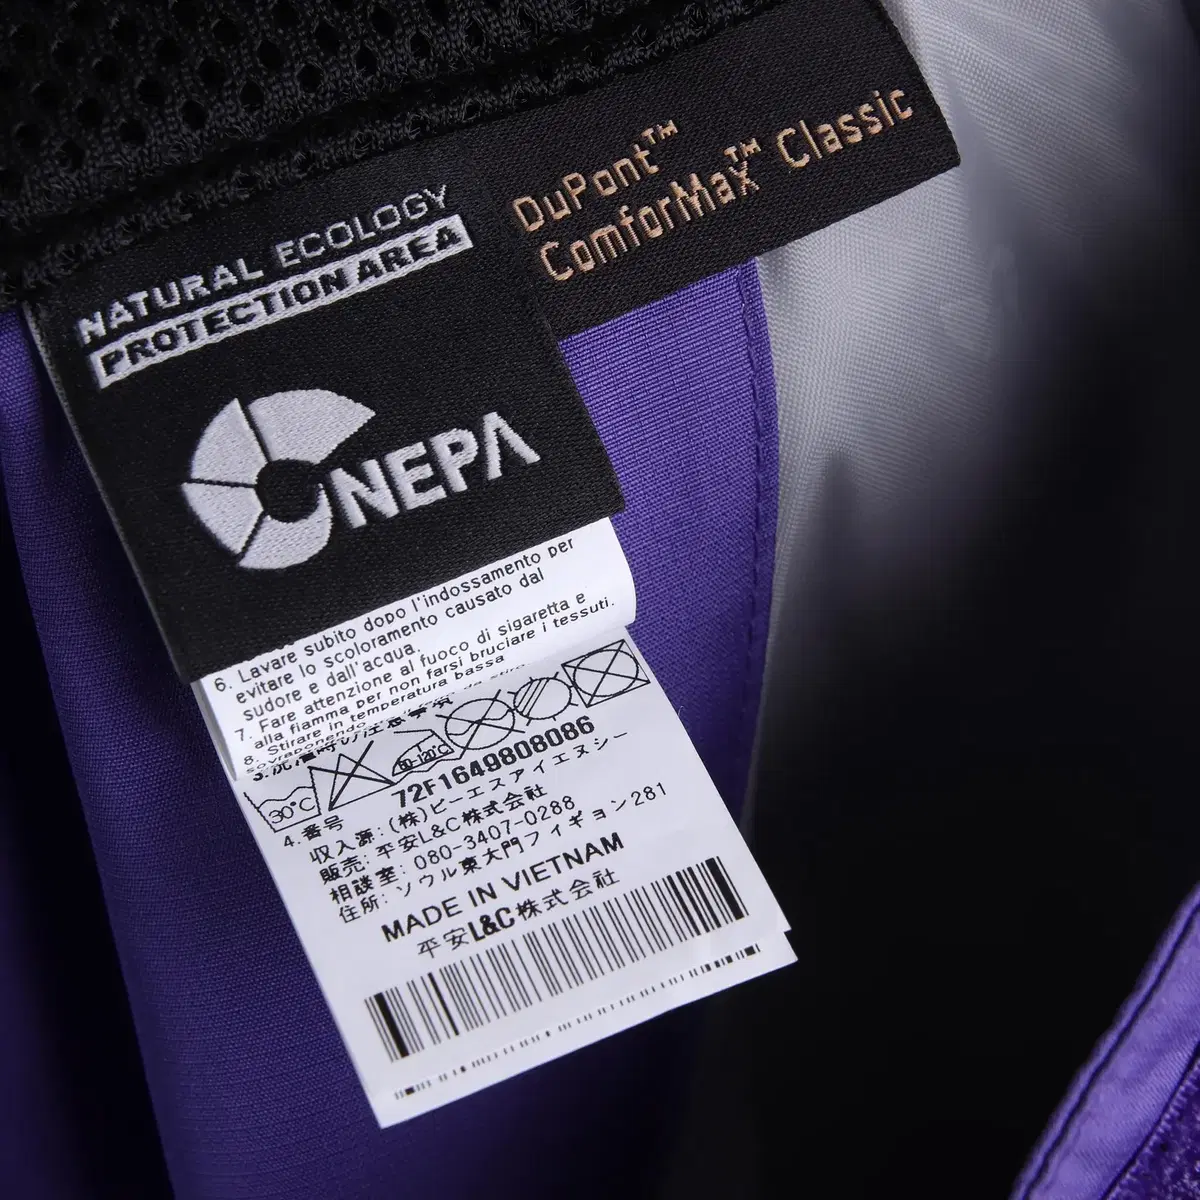 DuPont™
ComforMax™ Classic
NATURAL ECOLOGY
PROTECTION AREA
NEPA
6. Lavare subito dopo l'indossamento per
evitare lo scoloramento causato dal
sudore e dall'acqua.
7. Fare attenzione al fuoco di sigaretta e
alla fiamma per non farsi bruciare i tessuti.
8. Stirare in temperatura bassa
30°C
80-120°C
4.番号 72F1649808086
収入源: (株)ピーエスアイエヌシー
販売: 平安L&C株式会社
相談室: 080-3407-0288
住所: ソウル東大門フイギョン281
MADE IN VIETNAM
平安L&C株式会社